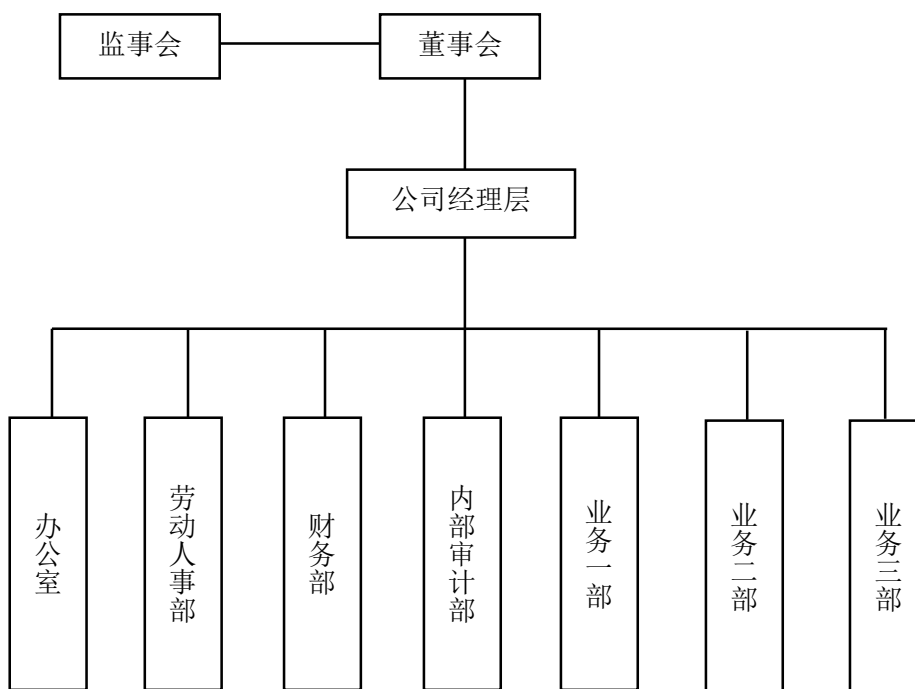 监事会
董事会
公司经理层
办公室
劳动人事部
财务部
内部审计部
业务一部
业务二部
业务三部